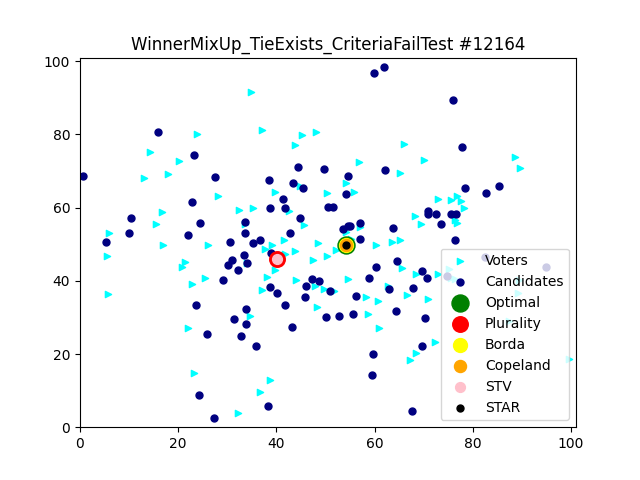 WinnerMixUp_TieExists_CriteriaFailTest #12164
100
80
60
40
20
0
0
20
40
60
80
100
Voters
Candidates
Optimal
Plurality
Borda
Copeland
STV
STAR